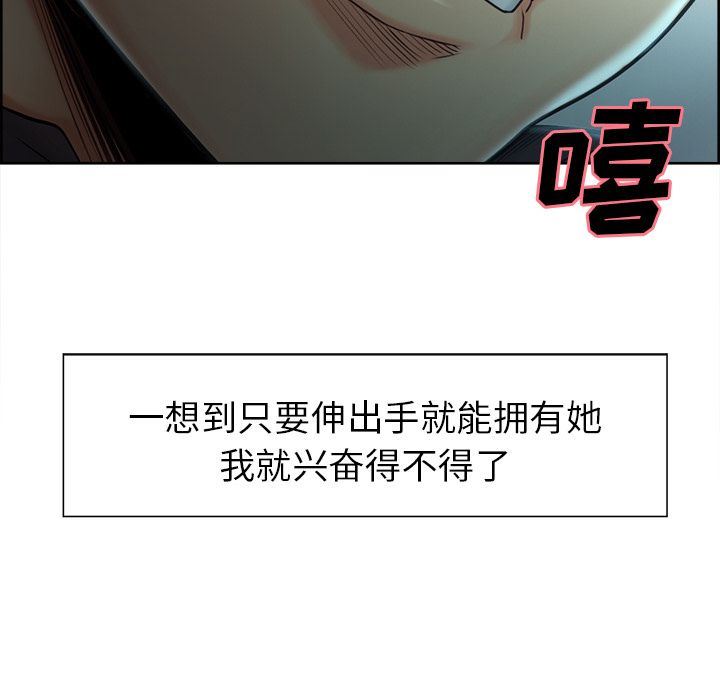 嘻
一想到只要伸出手就能拥有她
我就兴奋得不得了